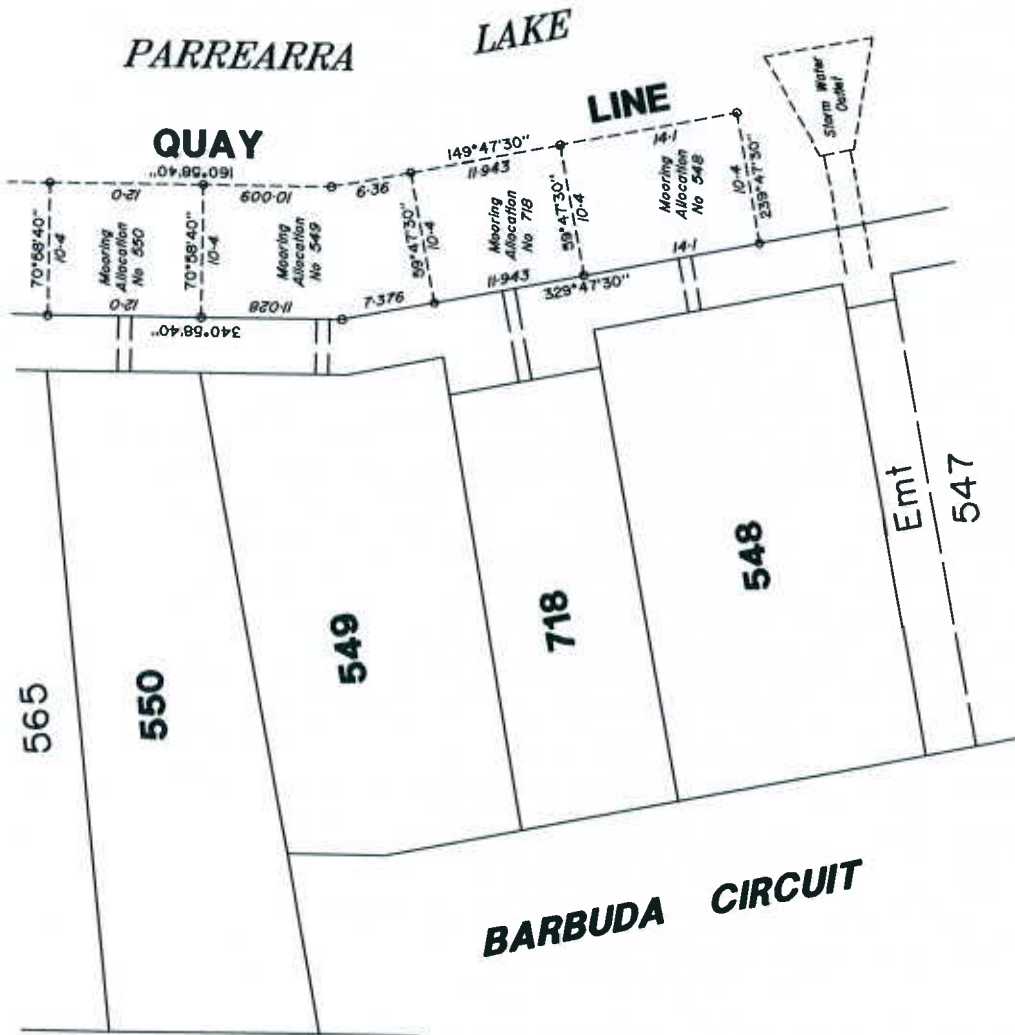 PARREARRA LAKE
QUAY LINE
160°58'40"
149°47'30"
12·0
10·009
6·36
11·943
14·1
Storm Water
Outlet
70°58'40"
10·4
Mooring
Allocation
No 550
70°58'40"
10·4
Mooring
Allocation
No 549
59°47'30"
10·4
Mooring
Allocation
No 718
59°47'30"
10·4
Mooring
Allocation
No 548
10·4
239°47'30"
12·0
11·028
7·376
11·943
14·1
340°58'40"
329°47'30"
565
550
549
718
548
Emt
547
BARBUDA CIRCUIT